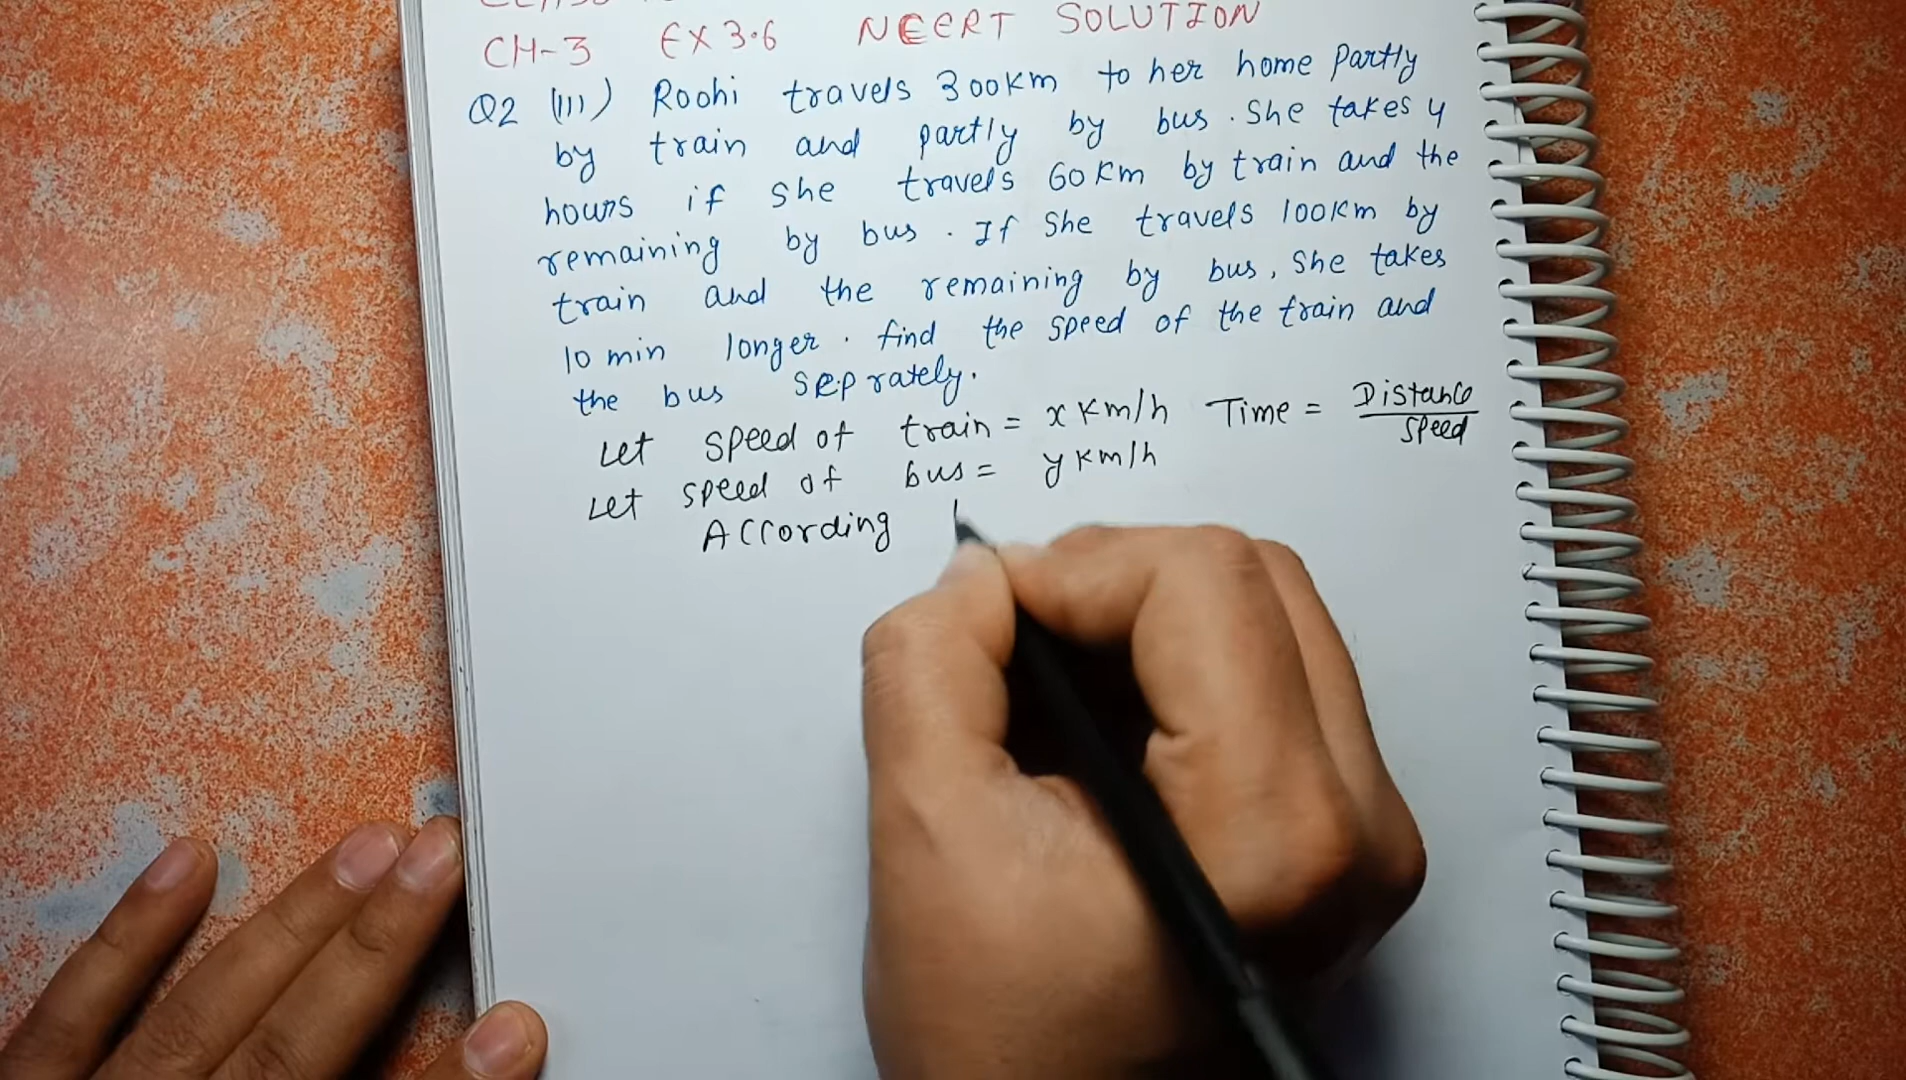 CH-3 EX 3.6 NCERT SOLUTION
Q2 (III) Roohi travels 300km to her home Partly
by train and partly by bus. She takes 4
hours if she travels 60km by train and the
remaining by bus. If she travels 100km by
train and the remaining by bus, she takes
10 min longer. find the speed of the train and
the bus seprately.
Let speed of train = x km/h Time = Distance/Speed
Let speed of bus = y km/h
According